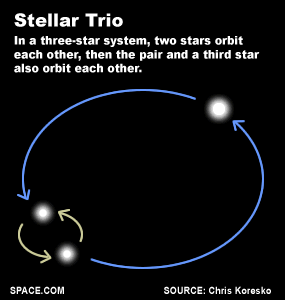 Stellar Trio
In a three-star system, two stars orbit
each other, then the pair and a third star
also orbit each other.
SPACE.COM
SOURCE: Chris Koresko